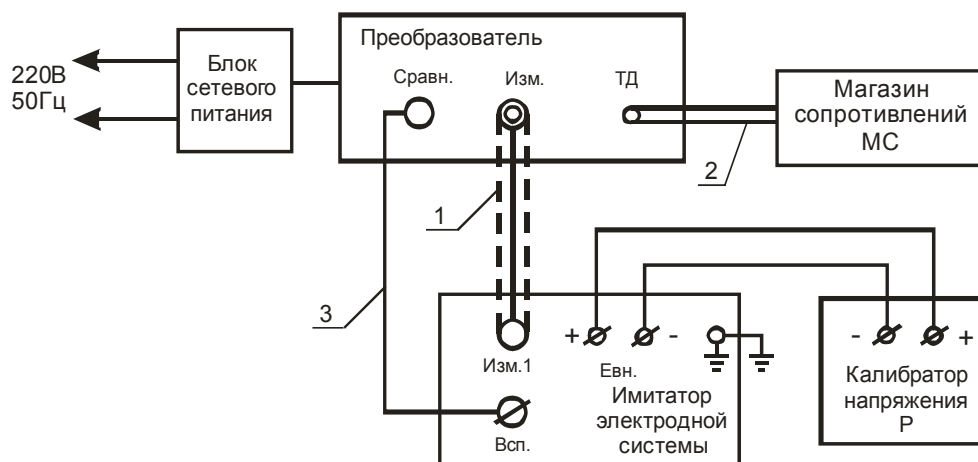 220В
50Гц
Блок
сетевого
питания
Преобразователь
Сравн.
Изм.
ТД
Магазин
сопротивлений
МС
2
1
3
Изм.1
+
-
Евн.
Имитатор
электродной
системы
Всп.
-
+
Калибратор
напряжения
Р